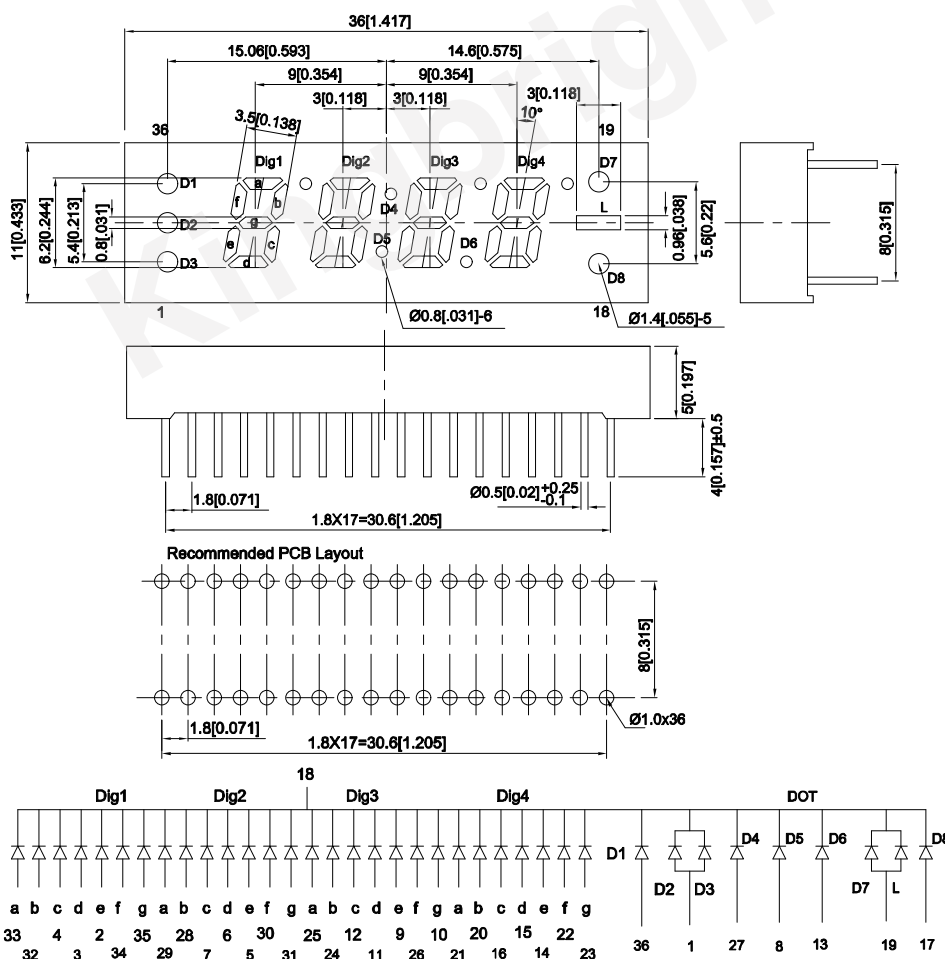 36[1.417]
15.06[0.593]
14.6[0.575]
9[0.354]
9[0.354]
3[0.118]
3[0.118]
3[0.118]
10°
3.5[0.138]
36
19
Dig1
Dig2
Dig3
Dig4
D7
D1
a
f
b
D4
L
D2
g
D5
D6
e
c
D3
d
D8
11[0.433]
6.2[0.244]
5.4[0.213]
0.8[.031]
0.96[.038]
5.6[0.22]
8[0.315]
1
Ø0.8[.031]-6
18
Ø1.4[.055]-5
Kingbright
5[0.197]
4[0.157]±0.5
1.8[0.071]
Ø0.5[0.02]+0.25 -0.1
1.8X17=30.6[1.205]
Recommended PCB Layout
8[0.315]
Ø1.0x36
1.8[0.071]
1.8X17=30.6[1.205]
18
Dig1 Dig2 Dig3 Dig4 DOT
D1 D4 D5 D6 D8
D2 D3 D7 L
a b c d e f g a b c d e f g a b c d e f g a b c d e f g
33 4 2 35 28 6 30 25 12 9 10 20 15 22 36 1 27 8 13 19 17
32 3 34 29 7 5 31 24 11 26 21 16 14 23